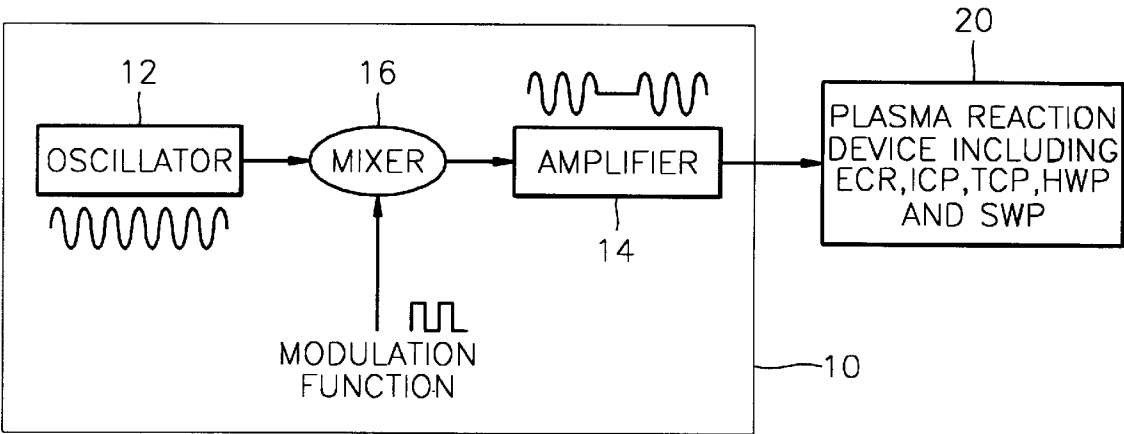 12
16
20
OSCILLATOR
MIXER
AMPLIFIER
14
PLASMA REACTION
DEVICE INCLUDING
ECR,ICP,TCP,HWP
AND SWP
MODULATION
FUNCTION
10